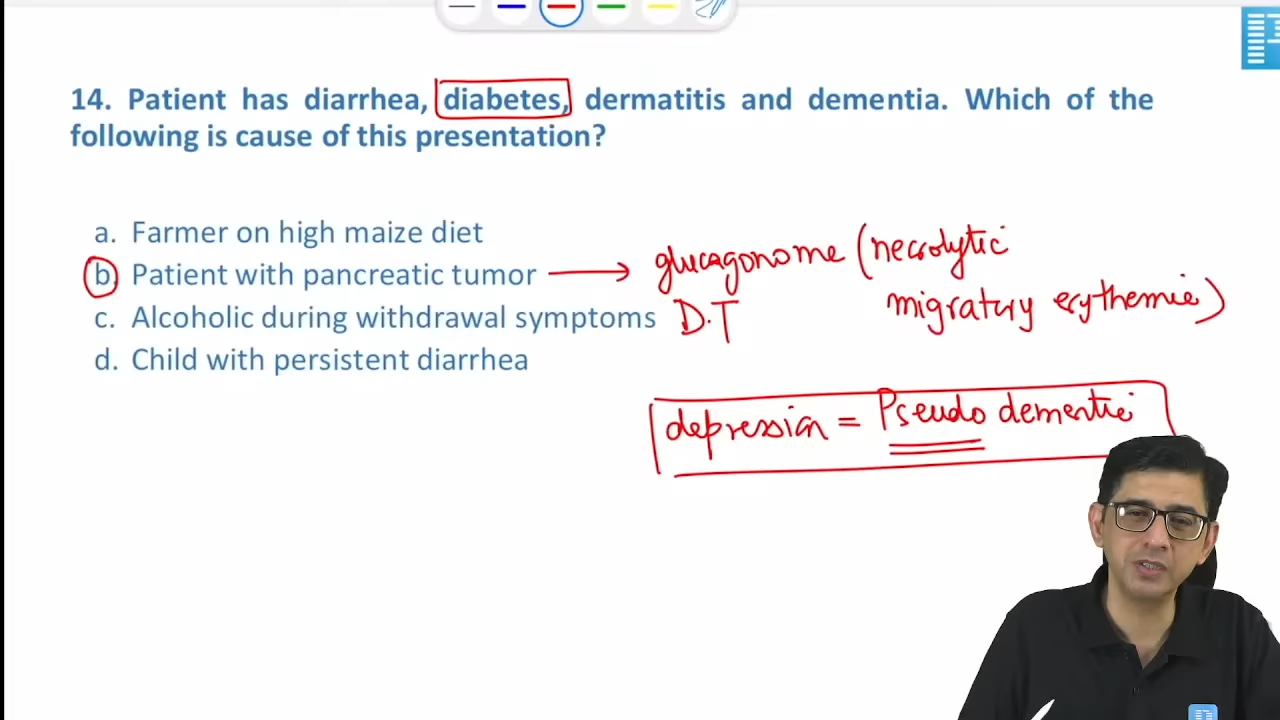 14. Patient has diarrhea, diabetes, dermatitis and dementia. Which of the
following is cause of this presentation?
a. Farmer on high maize diet
b. Patient with pancreatic tumor
glucagonome (necrolytic
migratory erythemie)
c. Alcoholic during withdrawal symptoms
D.T
d. Child with persistent diarrhea
depression = Pseudo dementie